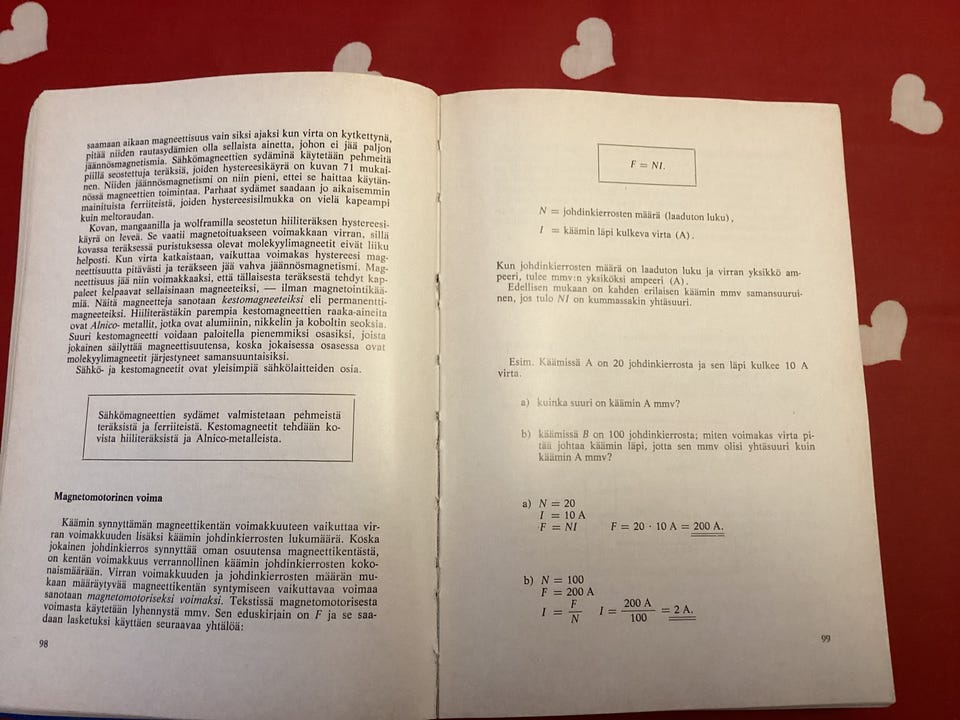 saamaan aikaan magneettisuus vain siksi ajaksi kun virta on kytkettynä,
pitää niiden rautasydämien olla sellaista ainetta, johon ei jää paljon
jäännösmagnetismia. Sähkömagneettien sydäminä käytetään pehmeitä
piillä seostettuja teräksiä, joiden hystereesikäyrä on kuvan 71 mukai-
nen. Niiden jäännösmagnetismi on niin pieni, ettei se haittaa käytän-
nössä magneettien toimintaa. Parhaat sydämet saadaan jo aikaisemmin
mainituista ferriiteistä, joiden hystereesisilmukka on vielä kapeampi
kuin meltoraudan.
Kovan, mangaanilla ja wolframilla seostetun hiiliteräksen hystereesi-
käyrä on leveä. Se vaatii magnetoituakseen voimakkaan virran, sillä
kovassa teräksessä puristuksessa olevat molekyylimagneetit eivät liiku
helposti. Kun virta katkaistaan, vaikuttaa voimakas hystereesi mag-
neettisuutta pitävästi ja teräkseen jää vahva jäännösmagnetismi. Mag-
neettisuus jää niin voimakkaaksi, että tällaisesta teräksestä tehdyt kap-
paleet kelpaavat sellaisinaan magneeteiksi, — ilman magnetointikää-
miä. Näitä magneetteja sanotaan kestomagneeteiksi eli permanentti-
magneeteiksi. Hiiliterästäkin parempia kestomagneettien raaka-aineita
ovat Alnico- metallit, jotka ovat alumiinin, nikkelin ja koboltin seoksia.
Suuri kestomagneetti voidaan paloitella pienemmiksi osasiksi, joista
jokainen säilyttää magneettisuutensa, koska jokaisessa osasessa ovat
molekyylimagneetit järjestyneet samansuuntaisiksi.
Sähkö- ja kestomagneetit ovat yleisimpiä sähkölaitteiden osia.
Sähkömagneettien sydämet valmistetaan pehmeistä
teräksistä ja ferriiteistä. Kestomagneetit tehdään ko-
vista hiiliteräksistä ja Alnico-metalleista.
Magnetomotorinen voima
Käämin synnyttämän magneettikentän voimakkuuteen vaikuttaa vir-
ran voimakkuuden lisäksi käämin johdinkierrosten lukumäärä. Koska
jokainen johdinkierros synnyttää oman osuutensa magneettikentästä,
on kentän voimakkuus verrannollinen käämin johdinkierrosten koko-
naismäärään. Virran voimakkuuden ja johdinkierrosten määrän mu-
kaan määräytyvää magneettikentän syntymiseen vaikuttavaa voimaa
sanotaan magnetomotoriseksi voimaksi. Tekstissä magnetomotorisesta
voimasta käytetään lyhennystä mmv. Sen eduskirjain on F ja se saa-
daan lasketuksi käyttäen seuraavaa yhtälöä:
98
F = NI.
N = johdinkierrosten määrä (laaduton luku),
I = käämin läpi kulkeva virta (A).
Kun johdinkierrosten määrä on laaduton luku ja virran yksikkö am-
peeri, tulee mmv:n yksiköksi ampeeri (A).
Edellisen mukaan on kahden erilaisen käämin mmv samansuurui-
nen, jos tulo NI on kummassakin yhtäsuuri.
Esim. Käämissä A on 20 johdinkierrosta ja sen läpi kulkee 10 A
virta.
a) kuinka suuri on käämin A mmv?
b) käämissä B on 100 johdinkierrosta; miten voimakas virta pi-
tää johtaa käämin läpi, jotta sen mmv olisi yhtäsuuri kuin
käämin A mmv?
a) N = 20
I = 10 A
F = NI F = 20 · 10 A = 200 A.
b) N = 100
F = 200 A
I = F/N I = 200 A/100 = 2 A.
99